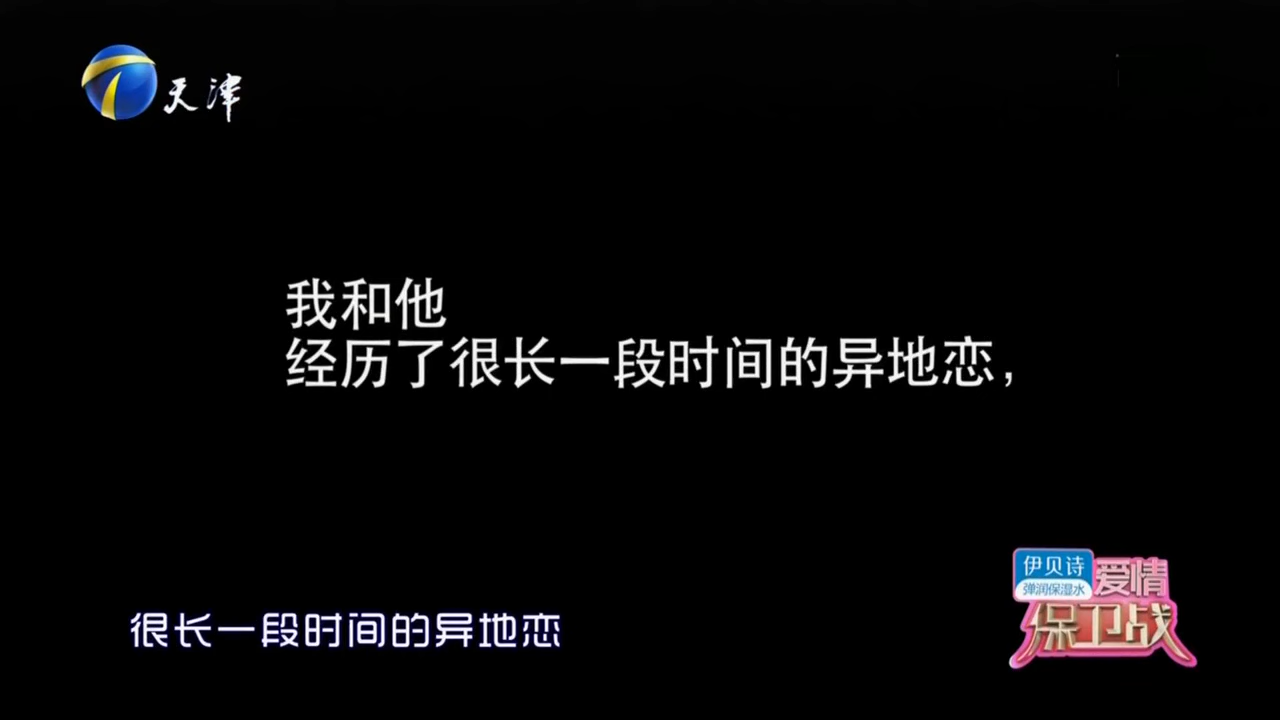 天津
我和他
经历了很长一段时间的异地恋，
伊贝诗
弹润保湿水
爱情
保卫战
很长一段时间的异地恋